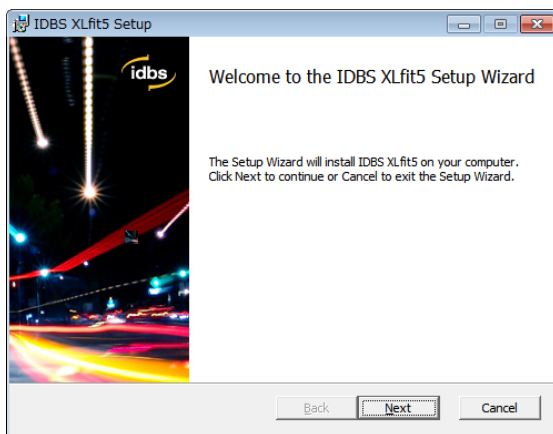 IDBS XLfit5 Setup
idbs
Welcome to the IDBS XLfit5 Setup Wizard
The Setup Wizard will install IDBS XLfit5 on your computer.
Click Next to continue or Cancel to exit the Setup Wizard.
Back Next Cancel